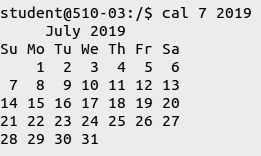 student@510-03:/$ cal 7 2019
     July 2019
Su Mo Tu We Th Fr Sa
    1  2  3  4  5  6
 7  8  9 10 11 12 13
14 15 16 17 18 19 20
21 22 23 24 25 26 27
28 29 30 31